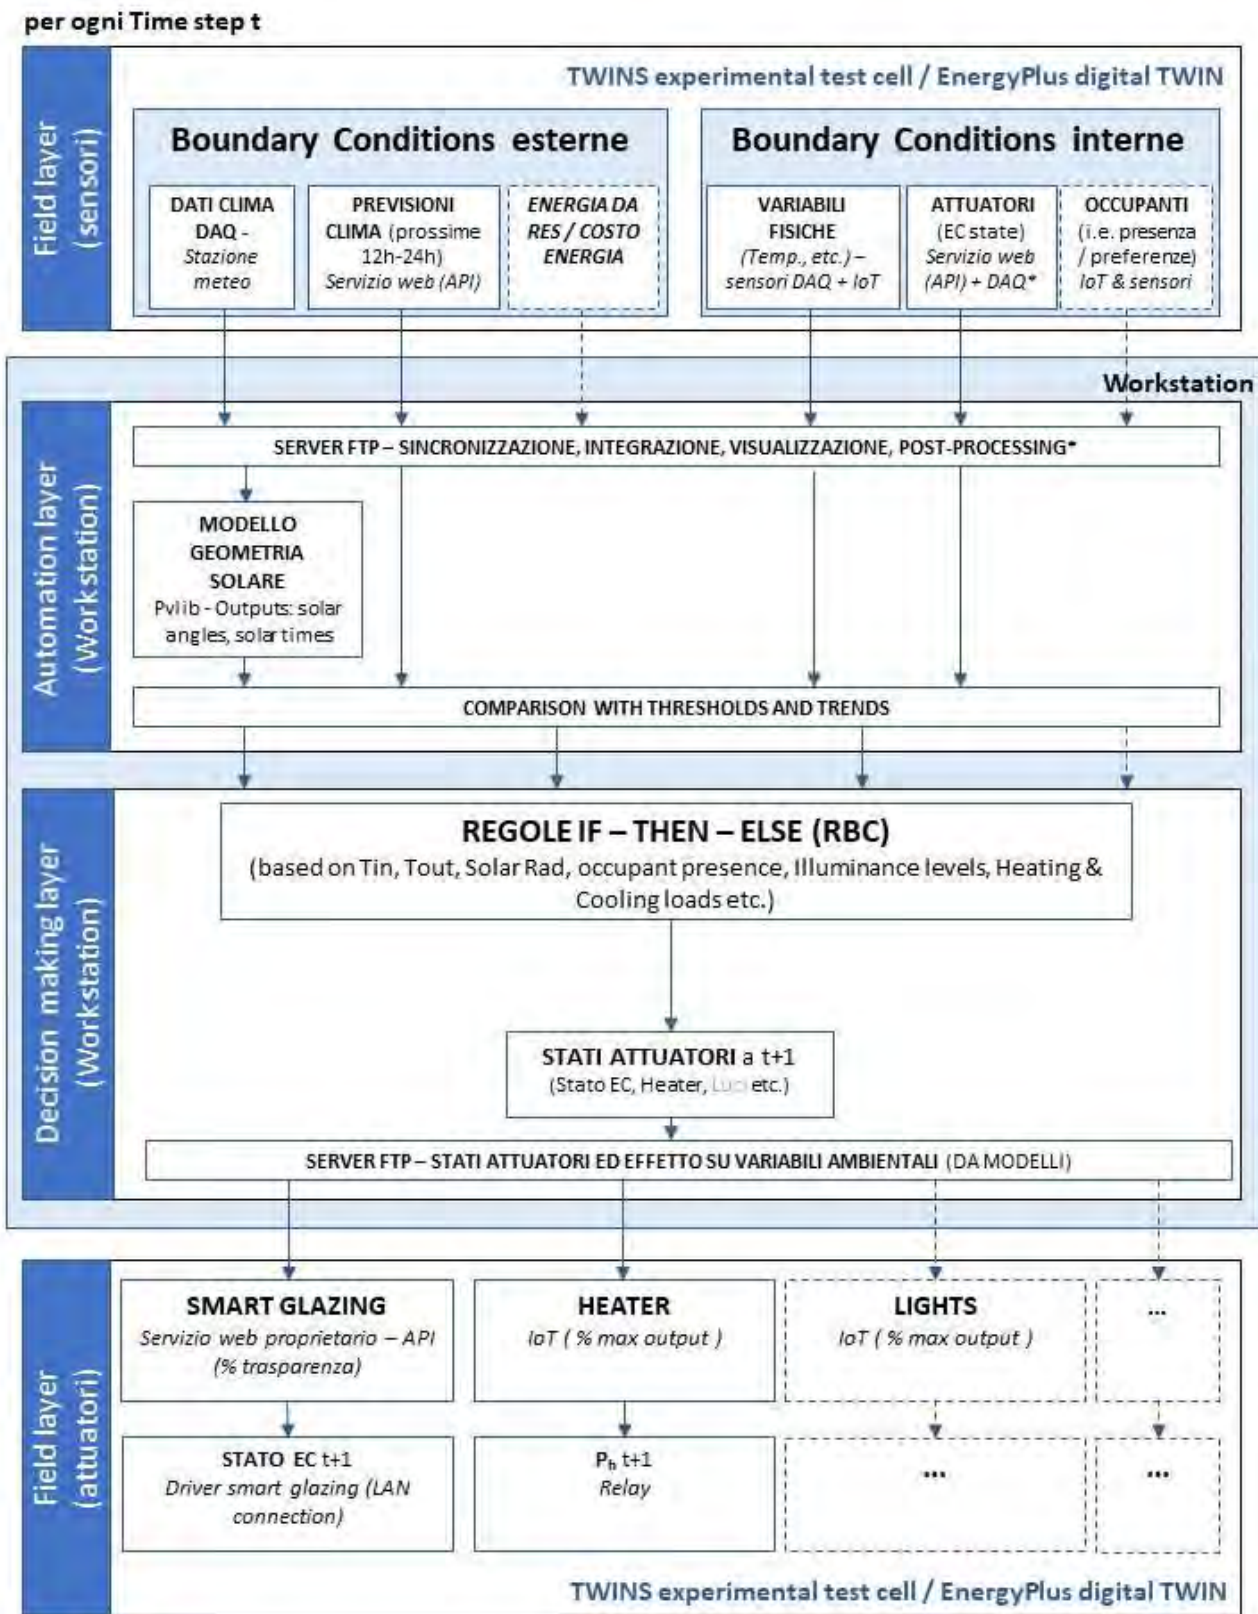 per ogni Time step t
Field layer
(sensori)
TWINS experimental test cell / EnergyPlus digital TWIN
Boundary Conditions esterne
DATI CLIMA
DAQ -
Stazione
meteo
PREVISIONI
CLIMA (prossime
12h-24h)
Servizio web (API)
ENERGIA DA
RES / COSTO
ENERGIA
Boundary Conditions interne
VARIABILI
FISICHE
(Temp., etc.) –
sensori DAQ + IoT
ATTUATORI
(EC state)
Servizio web
(API) + DAQ*
OCCUPANTI
(i.e. presenza
/ preferenze)
IoT & sensori
Workstation
Automation layer
(Workstation)
SERVER FTP – SINCRONIZZAZIONE, INTEGRAZIONE, VISUALIZZAZIONE, POST-PROCESSING*
MODELLO
GEOMETRIA
SOLARE
Pvlib - Outputs: solar
angles, solar times
COMPARISON WITH THRESHOLDS AND TRENDS
Decision making layer
(Workstation)
REGOLE IF – THEN – ELSE (RBC)
(based on Tin, Tout, Solar Rad, occupant presence, Illuminance levels, Heating &
Cooling loads etc.)
STATI ATTUATORI a t+1
(Stato EC, Heater, Luci etc.)
SERVER FTP – STATI ATTUATORI ED EFFETTO SU VARIABILI AMBIENTALI (DA MODELLI)
Field layer
(attuatori)
SMART GLAZING
Servizio web proprietario – API
(% trasparenza)
HEATER
IoT ( % max output )
LIGHTS
IoT ( % max output )
...
STATO EC t+1
Driver smart glazing (LAN
connection)
Ph t+1
Relay
...
...
TWINS experimental test cell / EnergyPlus digital TWIN